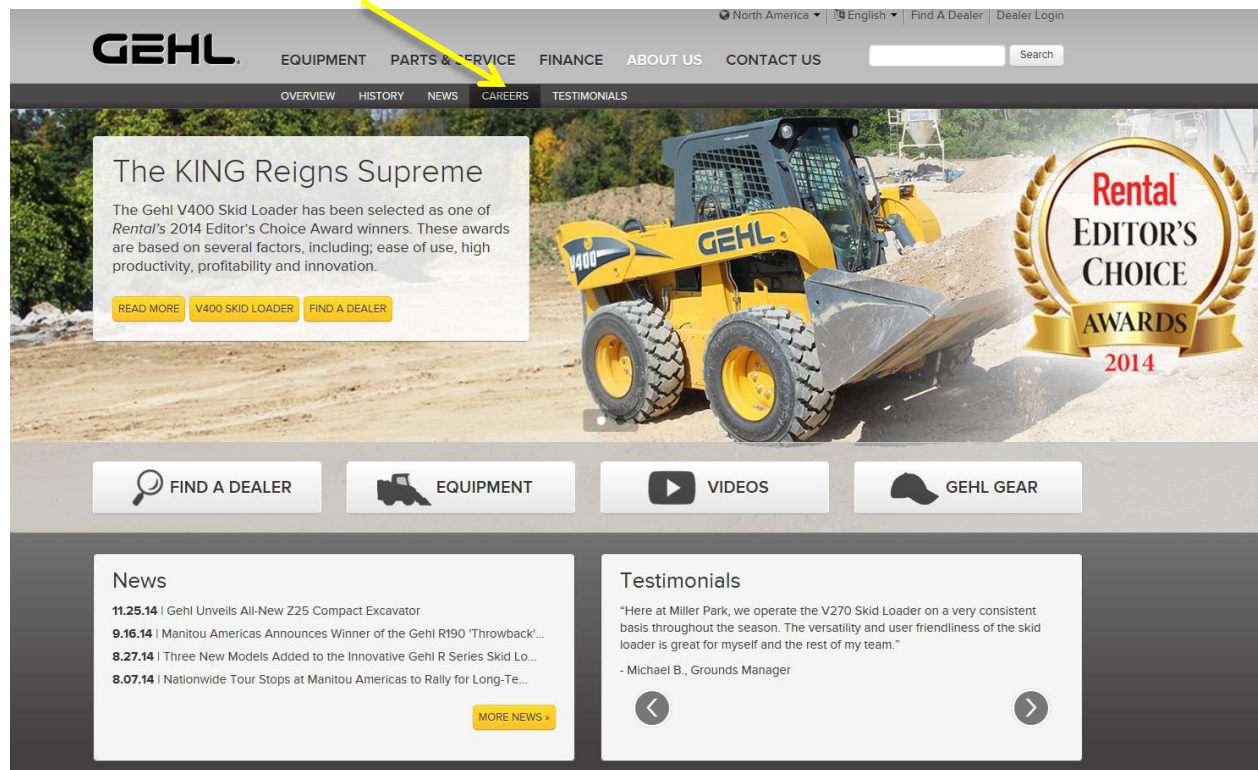 North America English Find A Dealer Dealer Login
GEHL
EQUIPMENT PARTS & SERVICE FINANCE ABOUT US CONTACT US Search
OVERVIEW HISTORY NEWS CAREERS TESTIMONIALS
The KING Reigns Supreme
The Gehl V400 Skid Loader has been selected as one of
Rental's 2014 Editor's Choice Award winners. These awards
are based on several factors, including; ease of use, high
productivity, profitability and innovation.
READ MORE V400 SKID LOADER FIND A DEALER
V400 GEHL
Rental
EDITOR'S
CHOICE
AWARDS
2014
FIND A DEALER EQUIPMENT VIDEOS GEHL GEAR
News
11.25.14 | Gehl Unveils All-New Z25 Compact Excavator
9.16.14 | Manitou Americas Announces Winner of the Gehl R190 'Throwback'...
8.27.14 | Three New Models Added to the Innovative Gehl R Series Skid Lo...
8.07.14 | Nationwide Tour Stops at Manitou Americas to Rally for Long-Te...
MORE NEWS »
Testimonials
“Here at Miller Park, we operate the V270 Skid Loader on a very consistent
basis throughout the season. The versatility and user friendliness of the skid
loader is great for myself and the rest of my team.”
- Michael B., Grounds Manager